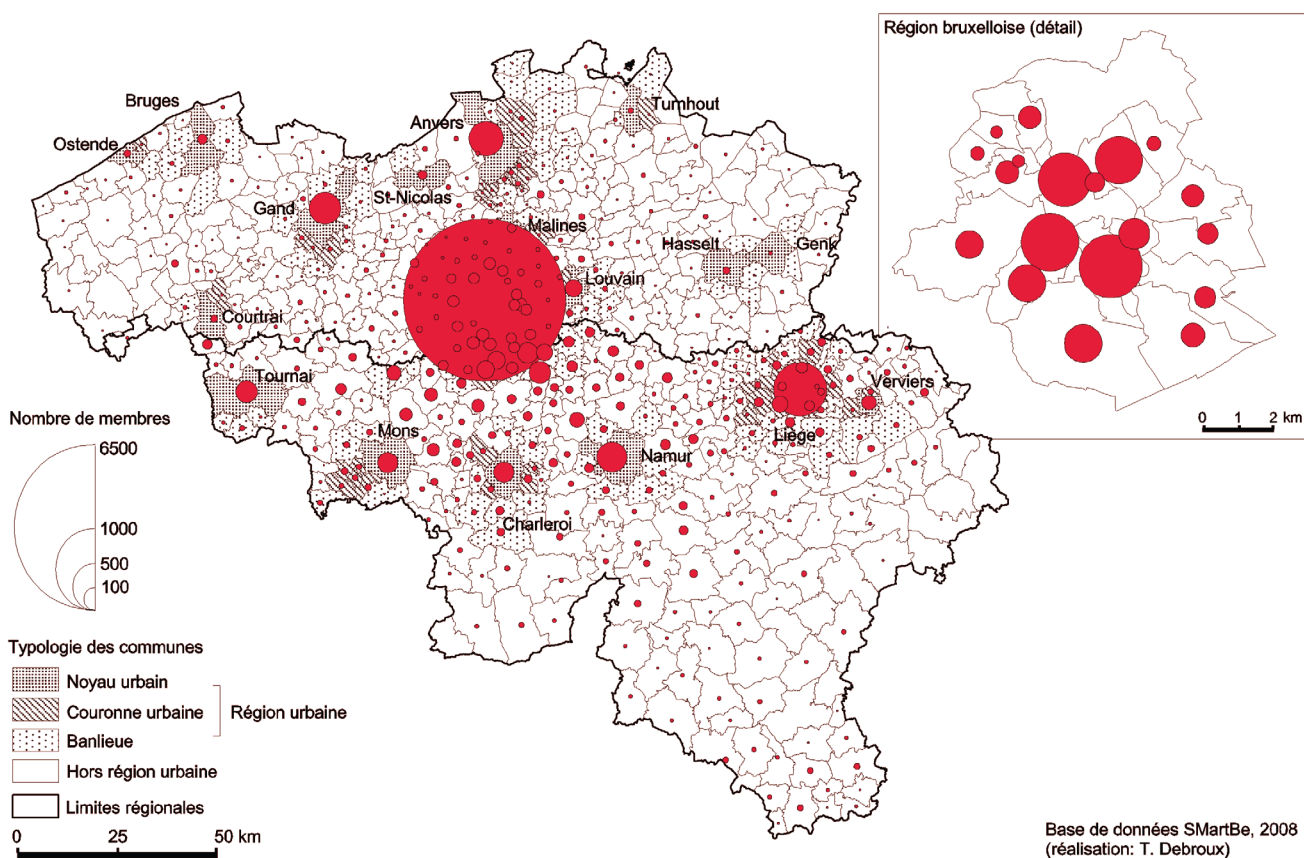 Région bruxelloise (détail)
Bruges
Turnhout
Anvers
Ostende
St-Nicolas
Gand
Malines
Hasselt
Genk
Louvain
Courtrai
Tournai
Verviers
0 1 2 km
Nombre de membres
6500
1000
500
100
Mons
Liège
Namur
Charleroi
Typologie des communes
Noyau urbain
Couronne urbaine
Région urbaine
Banlieue
Hors région urbaine
Limites régionales
0 25 50 km
Base de données SMartBe, 2008
(réalisation: T. Debroux)